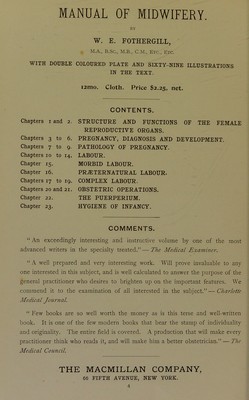 MANUAL OF MIDWIFERY.
BY
W. E. FOTHERGILL,
M.A., B.Sc., M.B., C.M., Etc., Etc.
WITH DOUBLE COLOURED PLATE AND SIXTY-NINE ILLUSTRATIONS
IN THE TEXT.
12mo. Cloth. Price $2.25, net.
CONTENTS.
Chapters 1 and 2. STRUCTURE AND FUNCTIONS OF THE FEMALE
REPRODUCTIVE ORGANS.
Chapters 3 to 6. PREGNANCY, DIAGNOSIS AND DEVELOPMENT.
Chapters 7 to 9. PATHOLOGY OF PREGNANCY.
Chapters 10 to 14. LABOUR.
Chapter 15. MORBID LABOUR.
Chapter 16. PRÆTERNATURAL LABOUR.
Chapters 17 to 19. COMPLEX LABOUR.
Chapters 20 and 21. OBSTETRIC OPERATIONS.
Chapter 22. THE PUERPERIUM.
Chapter 23. HYGIENE OF INFANCY.
COMMENTS.
"An exceedingly interesting and instructive volume by one of the most
advanced writers in the specialty treated."—The Medical Examiner.
"A well prepared and very interesting work. Will prove invaluable to any
one interested in this subject, and is well calculated to answer the purpose of the
general practitioner who desires to brighten up on the important features. We
commend it to the examination of all interested in the subject."—Charlotte
Medical Journal.
"Few books are so well worth the money as is this terse and well-written
book. It is one of the few modern books that bear the stamp of individuality
and originality. The entire field is covered. A production that will make every
practitioner think who reads it, and will make him a better obstetrician."—The
Medical Council.
THE MACMILLAN COMPANY,
66 FIFTH AVENUE, NEW YORK.
4